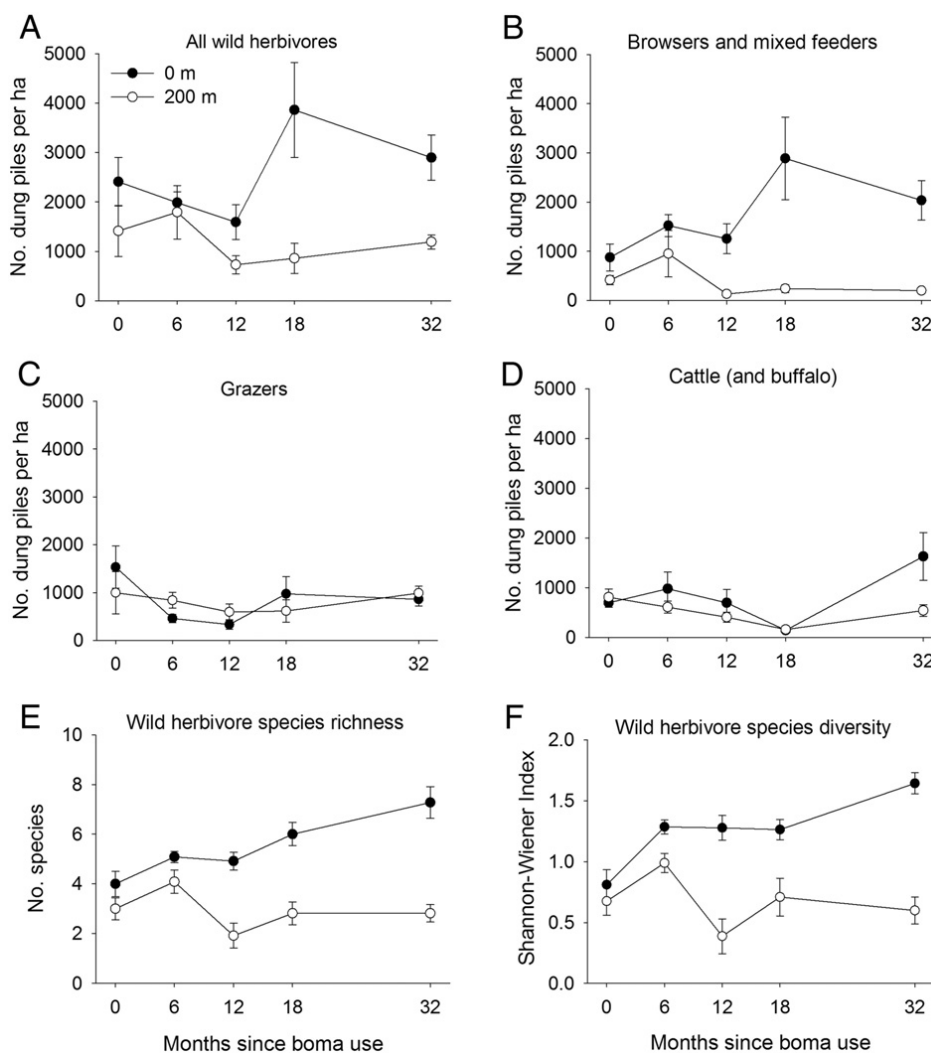 A
All wild herbivores
No. dung piles per ha
5000
4000
3000
2000
1000
0
0 m
200 m
0 6 12 18 32
B
Browsers and mixed feeders
No. dung piles per ha
5000
4000
3000
2000
1000
0
0 6 12 18 32
C
Grazers
No. dung piles per ha
5000
4000
3000
2000
1000
0
0 6 12 18 32
D
Cattle (and buffalo)
No. dung piles per ha
5000
4000
3000
2000
1000
0
0 6 12 18 32
E
Wild herbivore species richness
No. species
10
8
6
4
2
0
0 6 12 18 32
Months since boma use
F
Wild herbivore species diversity
Shannon-Wiener Index
2.0
1.5
1.0
0.5
0.0
0 6 12 18 32
Months since boma use